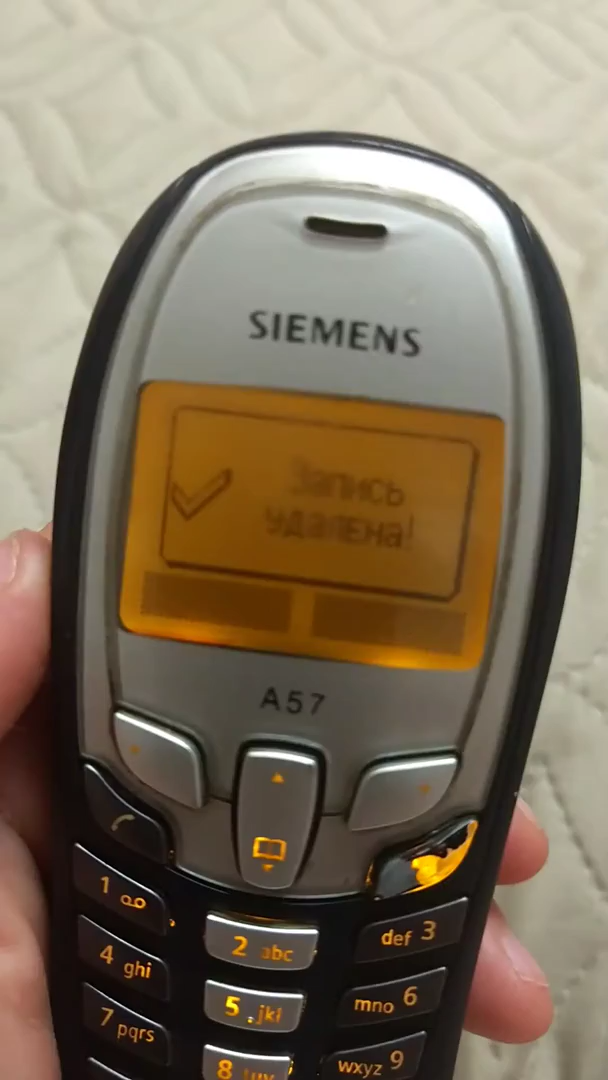 SIEMENS
Запись
удалена!
A57
1
2 abc
def 3
4 ghi
5 jkl
mno 6
7 pqrs
8 tuv
wxyz 9